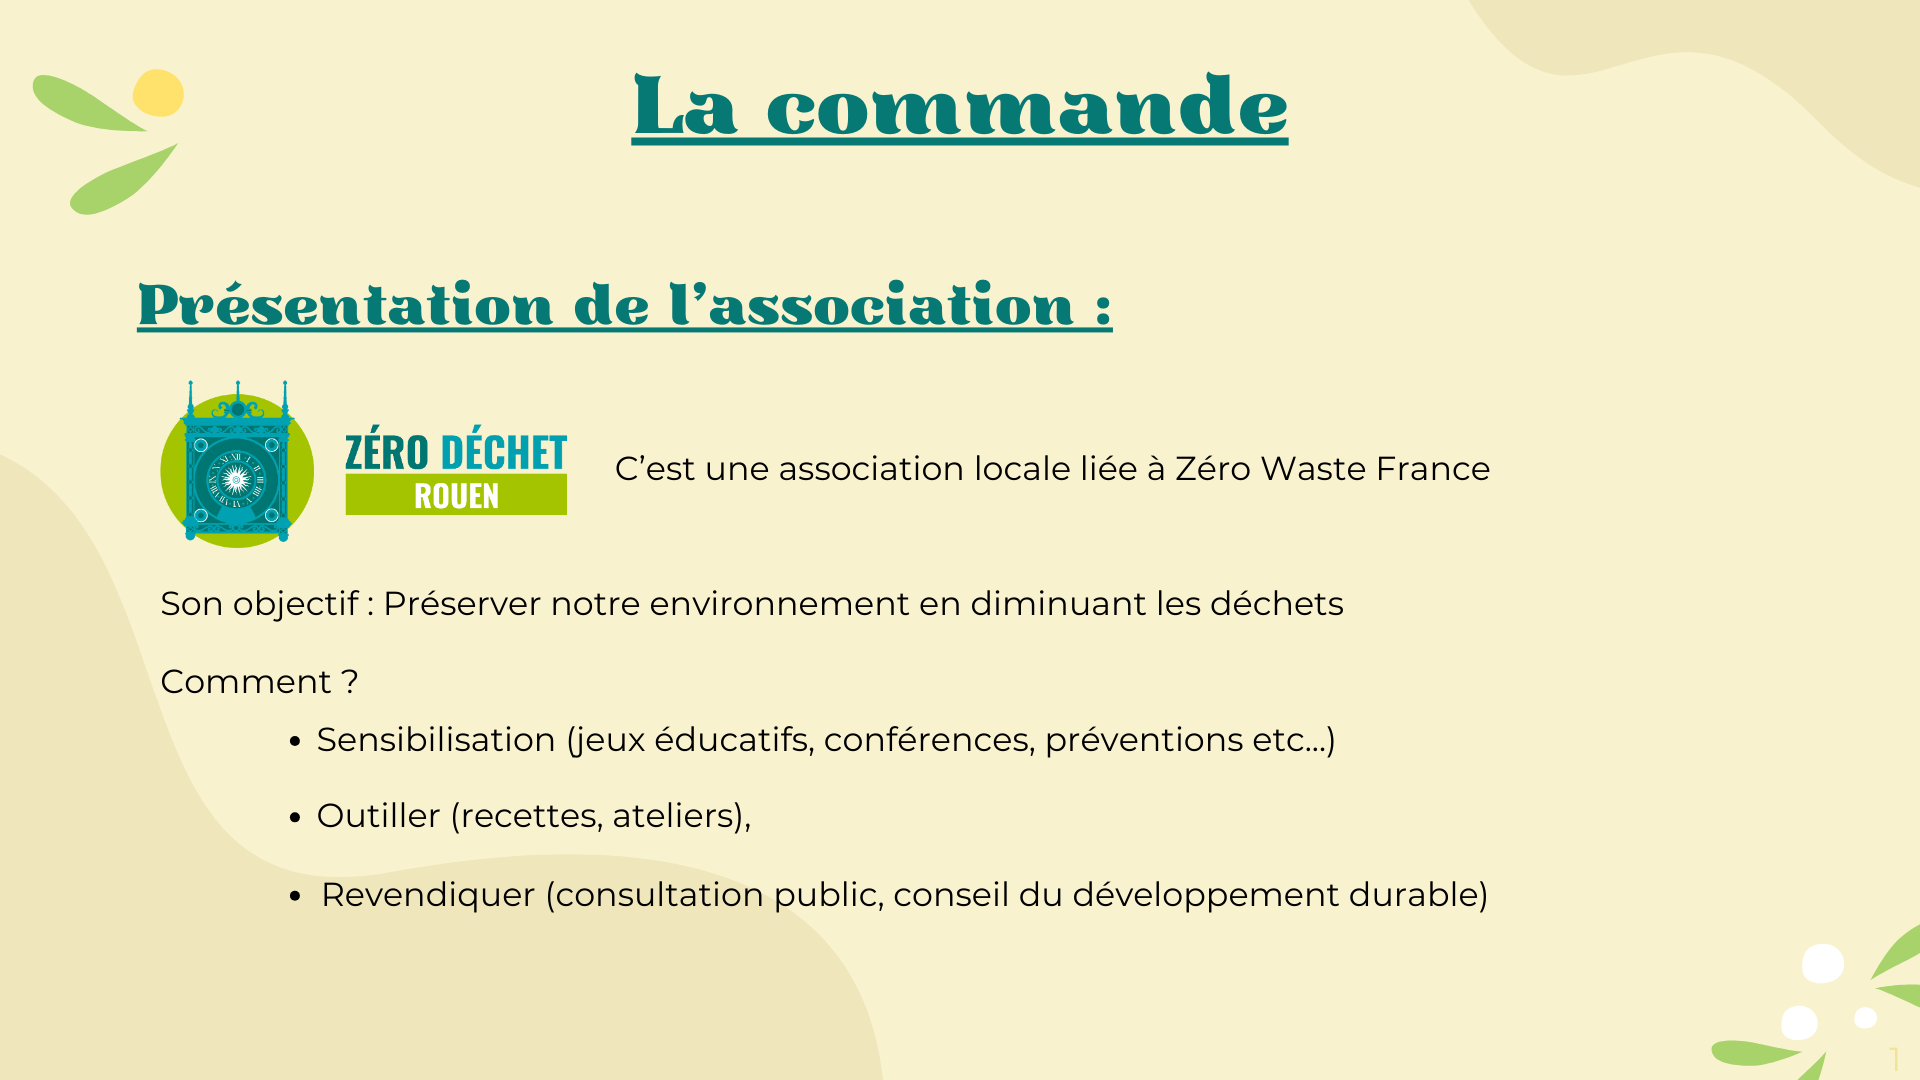 La commande
Présentation de l’association :
ZÉRO DÉCHET
ROUEN
C’est une association locale liée à Zéro Waste France
Son objectif : Préserver notre environnement en diminuant les déchets
Comment ?
• Sensibilisation (jeux éducatifs, conférences, préventions etc...)
• Outiller (recettes, ateliers),
• Revendiquer (consultation public, conseil du développement durable)
1